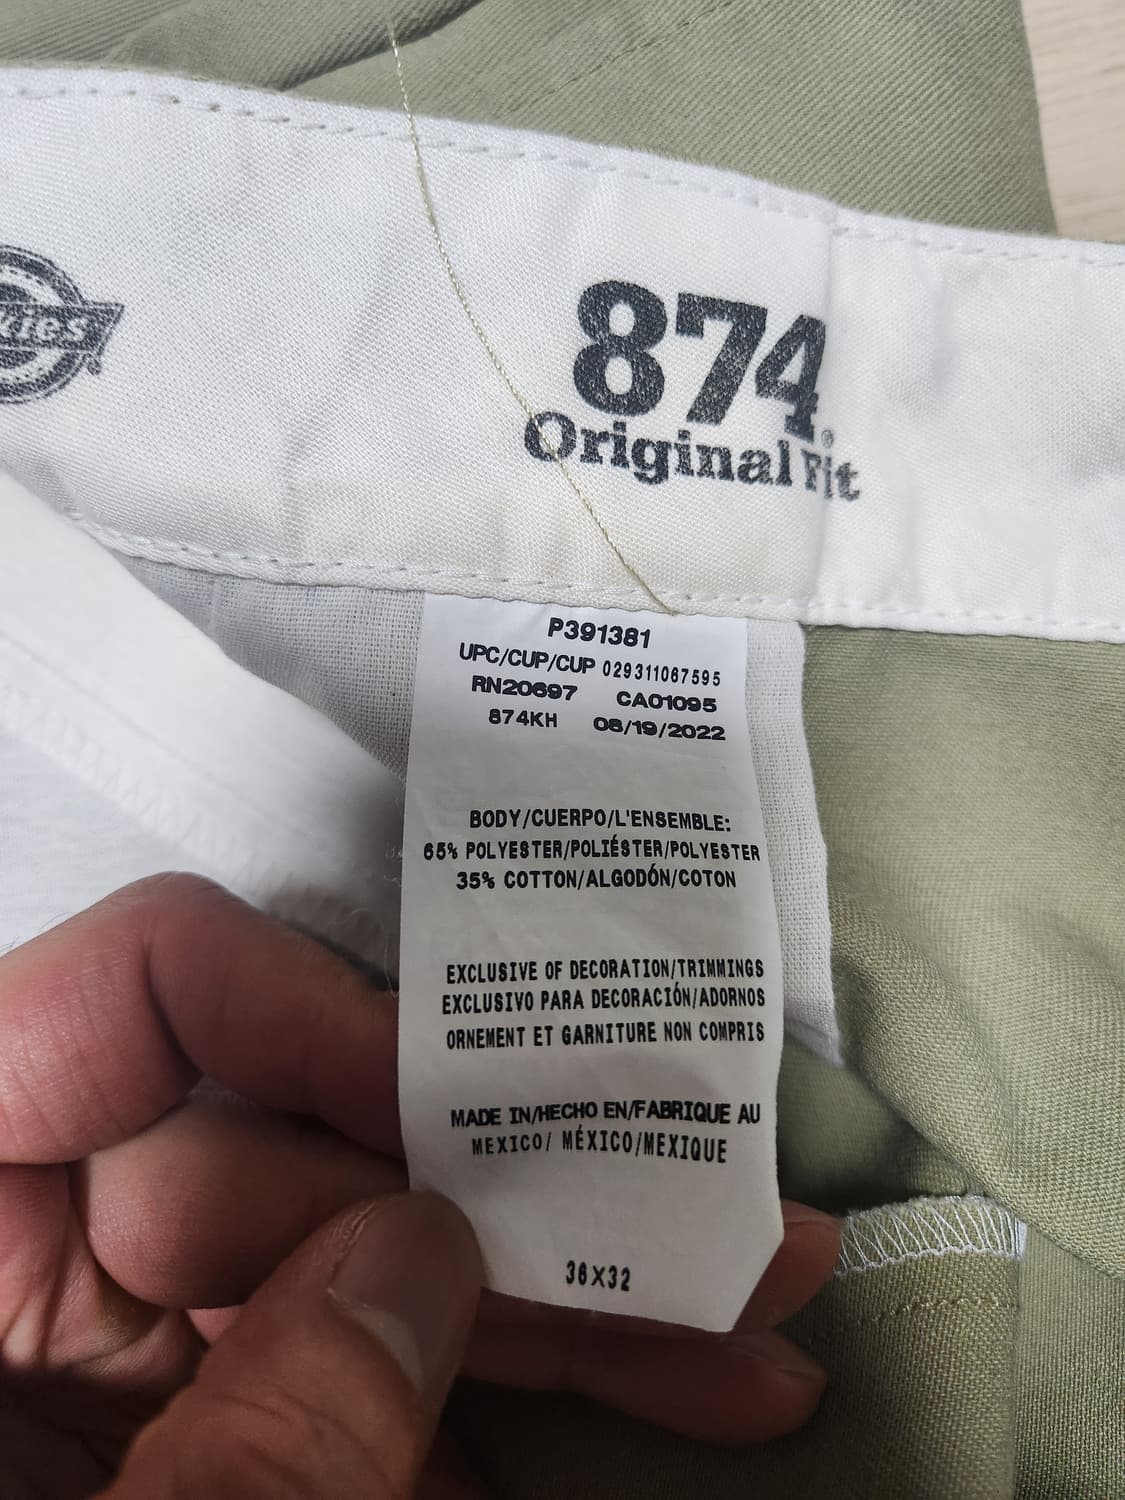 kies
874®
Original Fit
P391381
UPC/CUP/CUP 029311067595
RN20697 CA01095
874KH 08/19/2022
BODY/CUERPO/L'ENSEMBLE:
65% POLYESTER/POLIÉSTER/POLYESTER
35% COTTON/ALGODÓN/COTON
EXCLUSIVE OF DECORATION/TRIMMINGS
EXCLUSIVO PARA DECORACIÓN/ADORNOS
ORNEMENT ET GARNITURE NON COMPRIS
MADE IN/HECHO EN/FABRIQUE AU
MEXICO/ MÉXICO/MEXIQUE
36X32